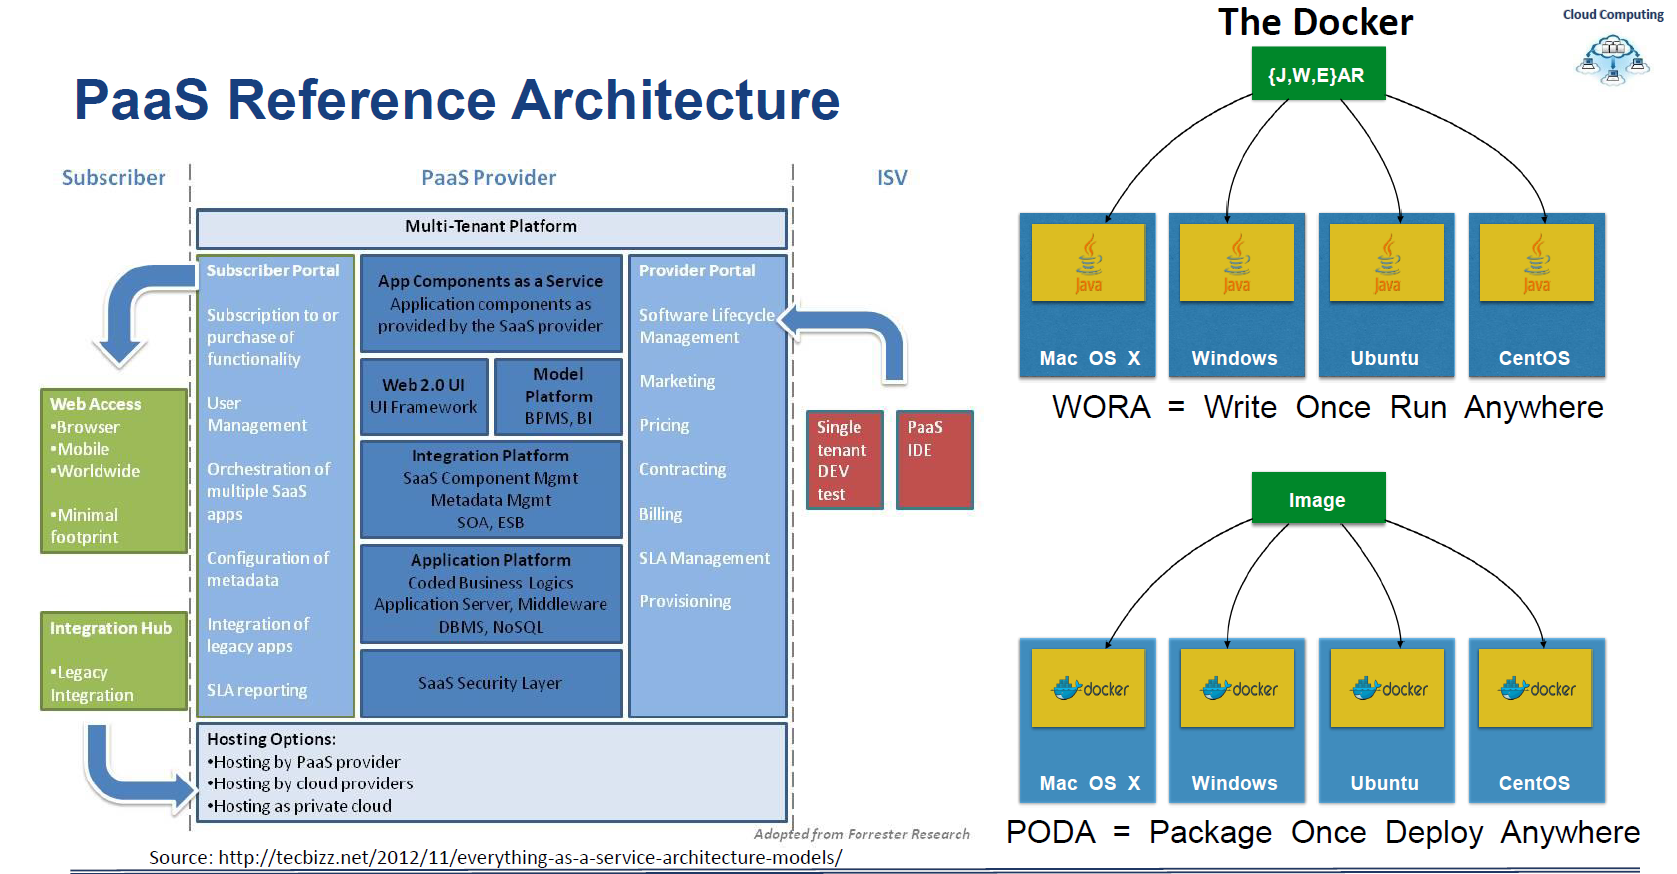 PaaS Reference Architecture
Subscriber
PaaS Provider
ISV
Multi-Tenant Platform
Subscriber Portal
Subscription to or
purchase of
functionality
User
Management
Orchestration of
multiple SaaS
apps
Configuration of
metadata
Integration of
legacy apps
SLA reporting
App Components as a Service
Application components as
provided by the SaaS provider
Web 2.0 UI
UI Framework
Model
Platform
BPMS, BI
Integration Platform
SaaS Component Mgmt
Metadata Mgmt
SOA, ESB
Application Platform
Coded Business Logics
Application Server, Middleware
DBMS, NoSQL
SaaS Security Layer
Provider Portal
Software Lifecycle
Management
Marketing
Pricing
Contracting
Billing
SLA Management
Provisioning
Web Access
•Browser
•Mobile
•Worldwide
•Minimal
footprint
Integration Hub
•Legacy
Integration
Single
tenant
DEV
test
PaaS
IDE
Hosting Options:
•Hosting by PaaS provider
•Hosting by cloud providers
•Hosting as private cloud
Adopted from Forrester Research
Source: http://tecbizz.net/2012/11/everything-as-a-service-architecture-models/
The Docker
Cloud Computing
{J,W,E}AR
Java
Java
Java
Java
Mac OS X
Windows
Ubuntu
CentOS
WORA = Write Once Run Anywhere
Image
docker
docker
docker
docker
Mac OS X
Windows
Ubuntu
CentOS
PODA = Package Once Deploy Anywhere